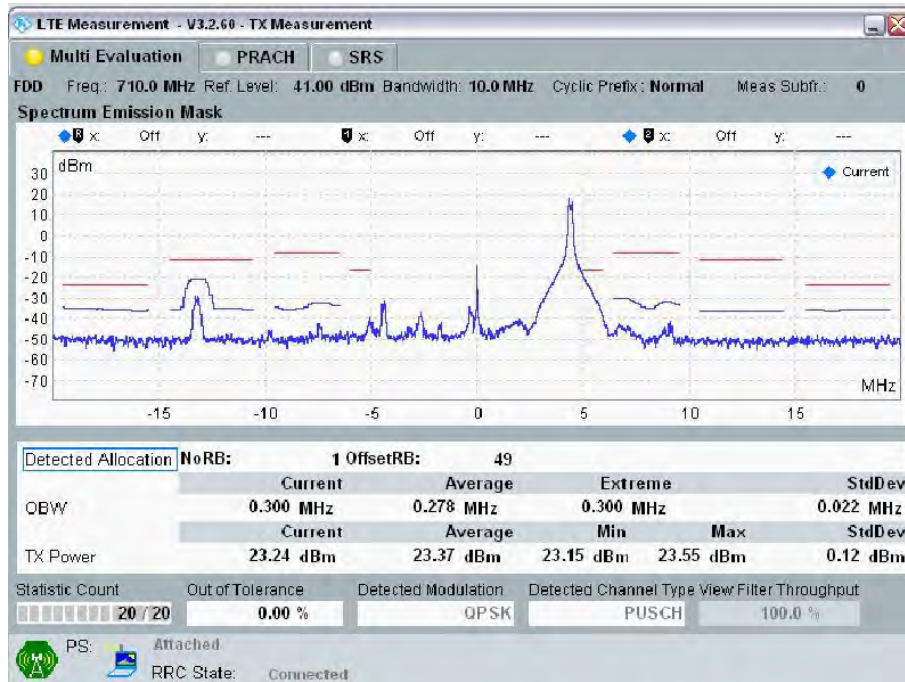 LTE Measurement - V3.2.60 - TX Measurement
Multi Evaluation PRACH SRS
FDD Freq.: 710.0 MHz Ref. Level: 41.00 dBm Bandwidth: 10.0 MHz Cyclic Prefix: Normal Meas Subfr.: 0
Spectrum Emission Mask
R x: Off y: --- 1 x: Off y: --- 2 x: Off y: ---
dBm
Current
30
20
10
0
-10
-20
-30
-40
-50
-60
-70
MHz
-15 -10 -5 0 5 10 15
Detected Allocation NoRB: 1 OffsetRB: 49
Current Average Extreme StdDev
OBW 0.300 MHz 0.278 MHz 0.300 MHz 0.022 MHz
Current Average Min Max StdDev
TX Power 23.24 dBm 23.37 dBm 23.15 dBm 23.55 dBm 0.12 dBm
Statistic Count Out of Tolerance Detected Modulation Detected Channel Type View Filter Throughput
20 / 20 0.00 % QPSK PUSCH 100.0 %
PS: Attached
RRC State: Connected